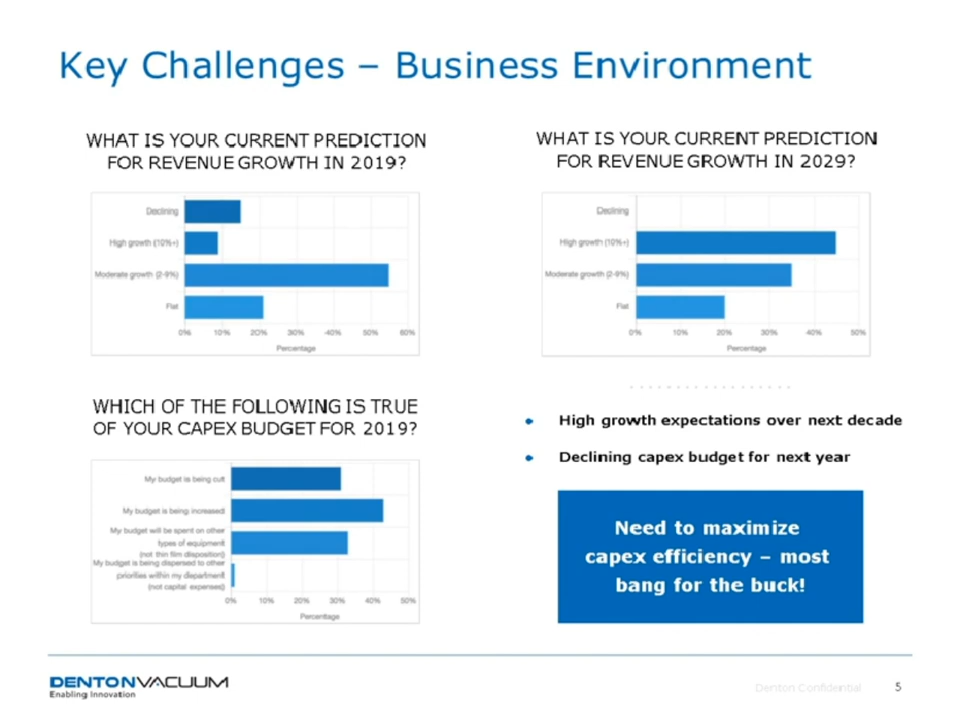 Key Challenges – Business Environment
WHAT IS YOUR CURRENT PREDICTION
FOR REVENUE GROWTH IN 2019?
Declining
High growth (10%+)
Moderate growth (2-9%)
Flat
0% 10% 20% 30% 40% 50% 60%
Percentage
WHAT IS YOUR CURRENT PREDICTION
FOR REVENUE GROWTH IN 2029?
Declining
High growth (10%+)
Moderate growth (2-9%)
Flat
0% 10% 20% 30% 40% 50%
Percentage
WHICH OF THE FOLLOWING IS TRUE
OF YOUR CAPEX BUDGET FOR 2019?
My budget is being cut
My budget is being increased
My budget will be spent on other
types of equipment
(not thin film disposition)
My budget is being dispersed to other
priorities within my department
(not capital expenses)
0% 10% 20% 30% 40% 50%
Percentage
• High growth expectations over next decade
• Declining capex budget for next year
Need to maximize
capex efficiency – most
bang for the buck!
DENTON VACUUM
Enabling Innovation
Denton Confidential
5